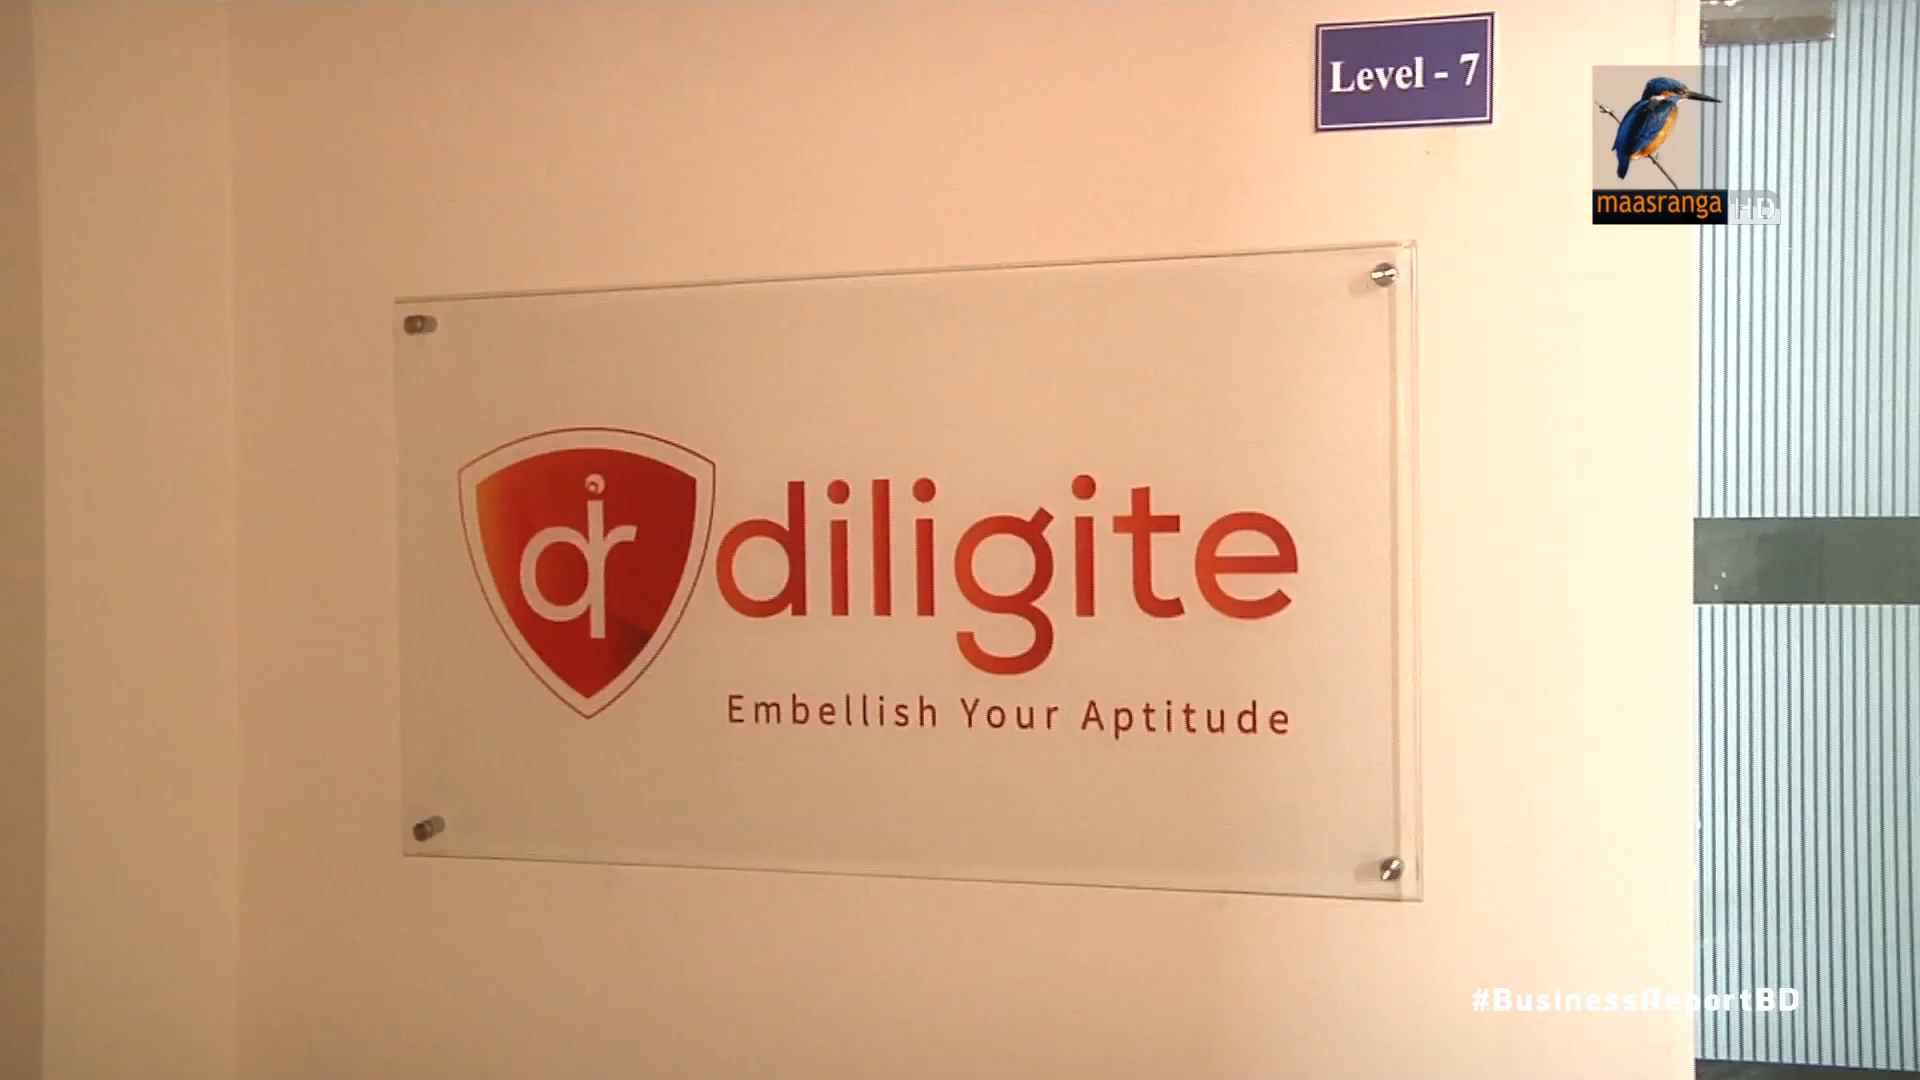 Level - 7
maasranga HD
diligite
Embellish Your Aptitude
#BusinessReportBD